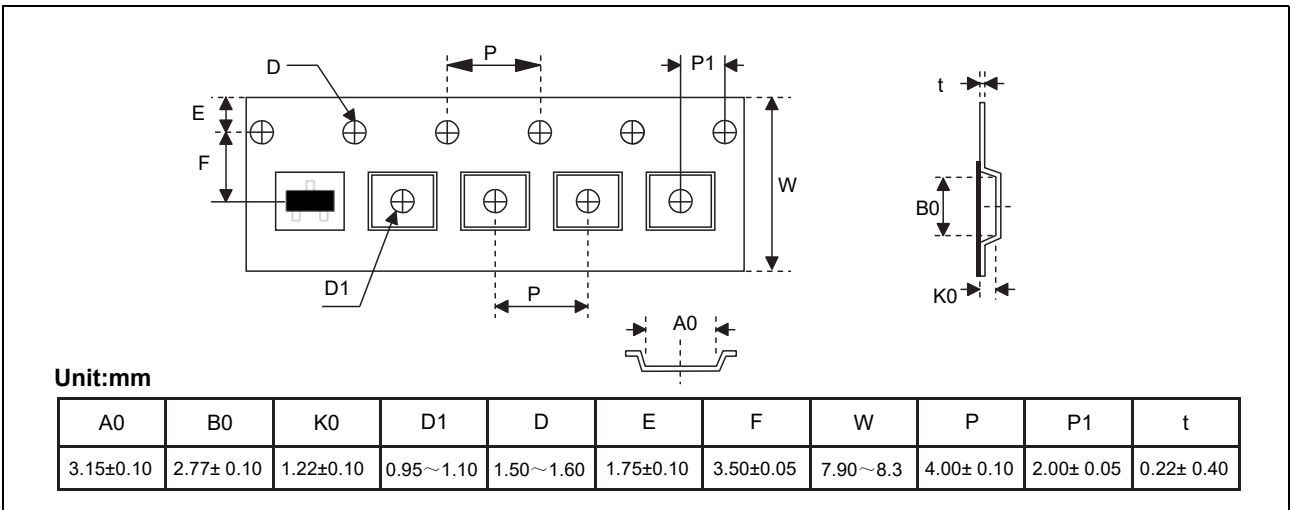 P
P1
D
t
E
F
W
B0
D1
P
K0
A0
Unit:mm
A0 B0 K0 D1 D E F W P P1 t
3.15±0.10 2.77± 0.10 1.22±0.10 0.95～1.10 1.50～1.60 1.75±0.10 3.50±0.05 7.90～8.3 4.00± 0.10 2.00± 0.05 0.22± 0.40